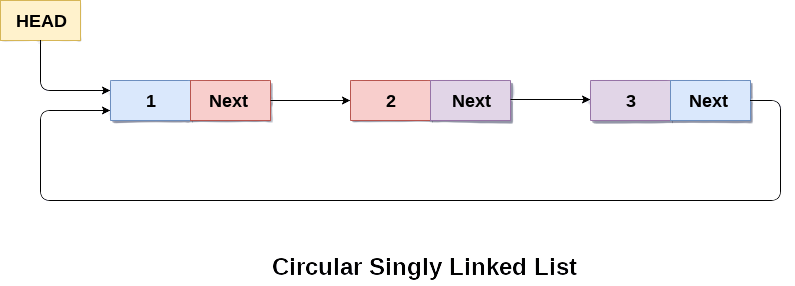 HEAD
1 Next 2 Next 3 Next
Circular Singly Linked List